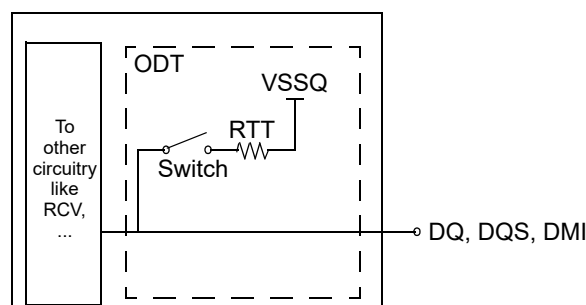 ODT
VSSQ
RTT
Switch
To
other
circuitry
like
RCV,
...
DQ, DQS, DMI